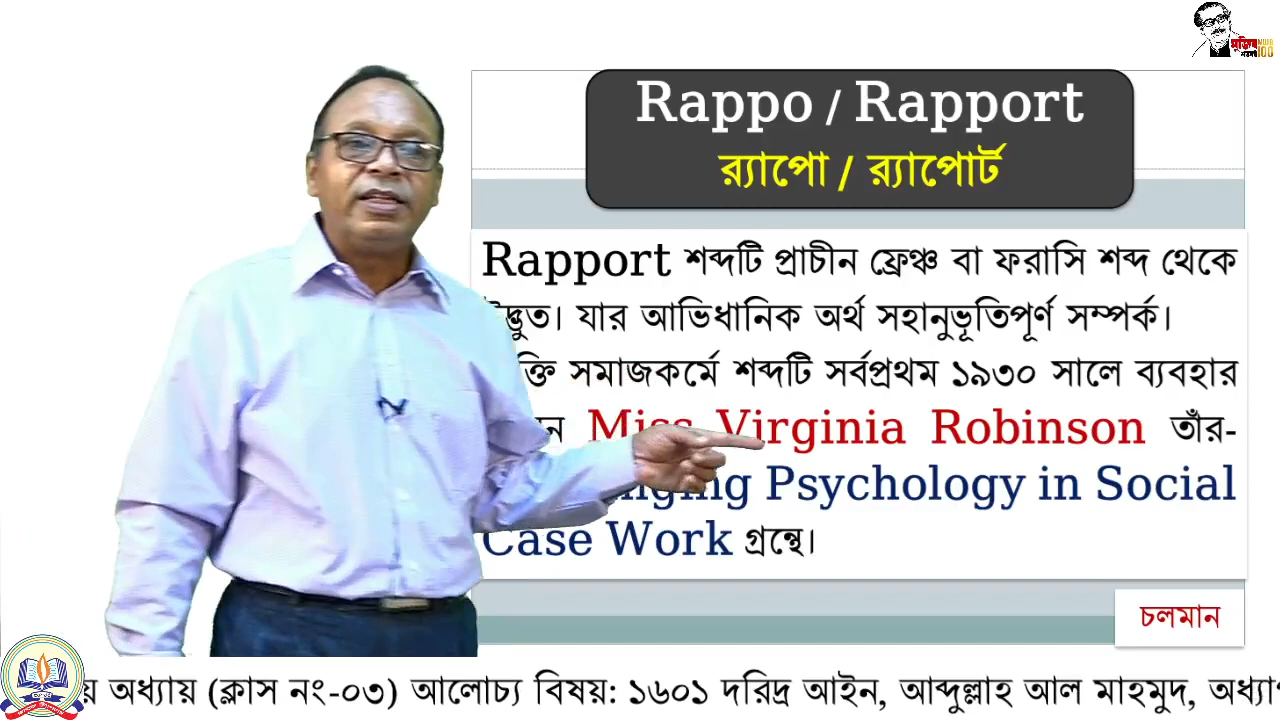 Rappo / Rapport
র‍্যাপো / র‍্যাপোর্ট
Rapport শব্দটি প্রাচীন ফ্রেঞ্চ বা ফরাসি শব্দ থেকে
যার আভিধানিক অর্থ সহানুভূতিপূর্ণ সম্পর্ক।
সমাজকর্মে শব্দটি সর্বপ্রথম ১৯৩০ সালে ব্যবহার
Miss Virginia Robinson তাঁর-
Psychology in Social
Case Work গ্রন্থে।
চলমান
অধ্যায় (ক্লাস নং-০৩) আলোচ্য বিষয়: ১৬০১ দরিদ্র আইন, আব্দুল্লাহ আল মাহমুদ,